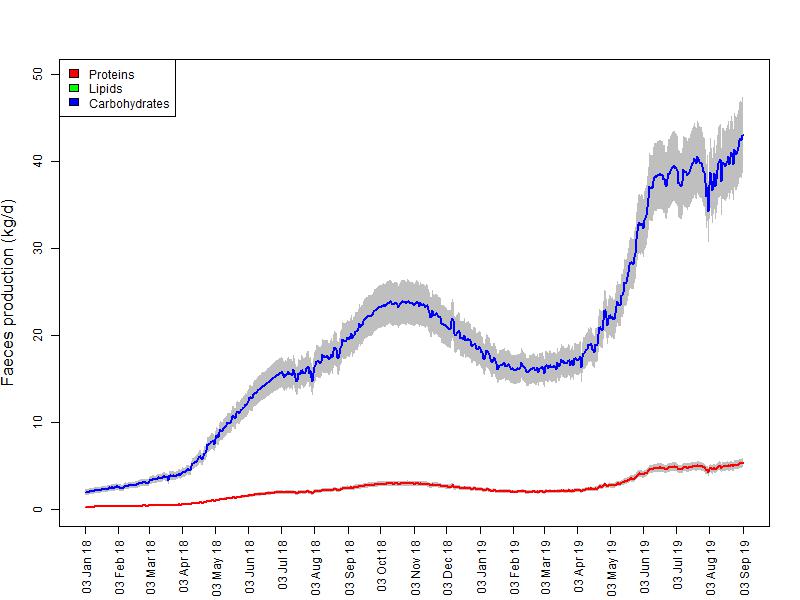 Proteins
Lipids
Carbohydrates
Faeces production (kg/d)
50
40
30
20
10
0
03 Jan 18
03 Feb 18
03 Mar 18
03 Apr 18
03 May 18
03 Jun 18
03 Jul 18
03 Aug 18
03 Sep 18
03 Oct 18
03 Nov 18
03 Dec 18
03 Jan 19
03 Feb 19
03 Mar 19
03 Apr 19
03 May 19
03 Jun 19
03 Jul 19
03 Aug 19
03 Sep 19